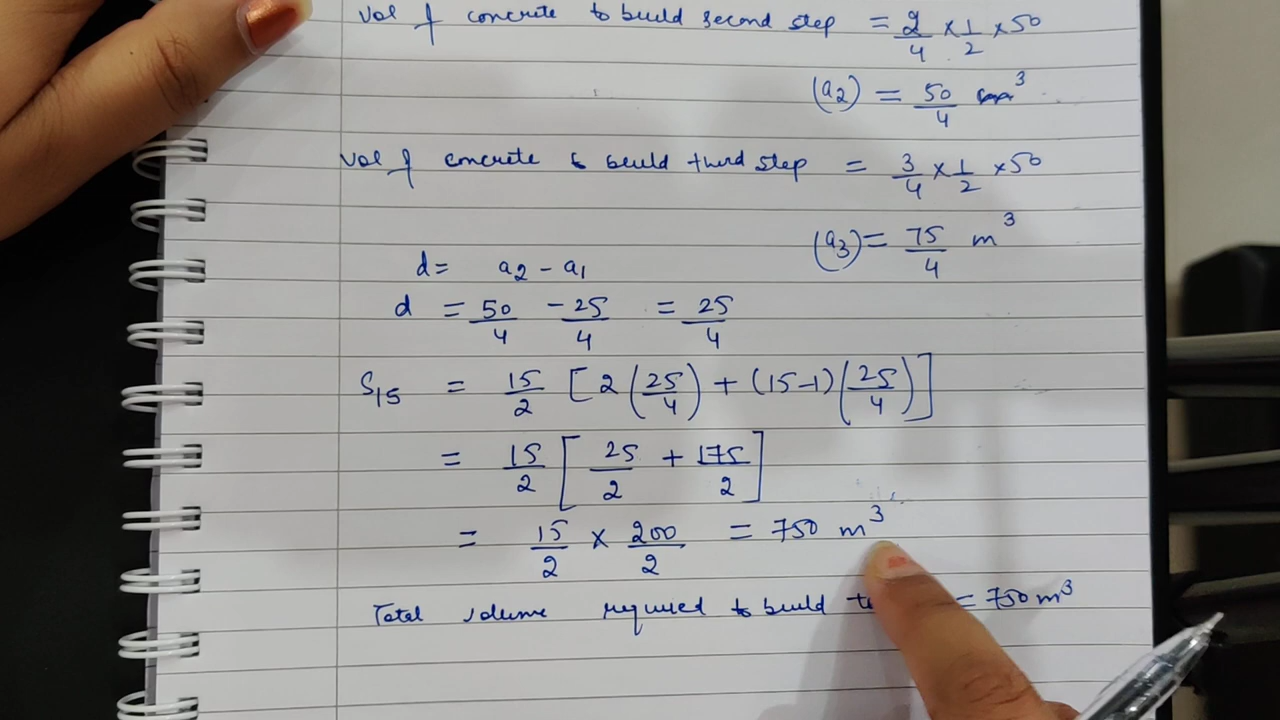 Vol of concrete to build second step = 2/4 × 1/2 × 50
(a2) = 50/4 m³
Vol of concrete to build third step = 3/4 × 1/2 × 50
(a3) = 75/4 m³
d = a2 - a1
d = 50/4 - 25/4 = 25/4
S15 = 15/2 [2(25/4) + (15-1)(25/4)]
= 15/2 [25/2 + 175/2]
= 15/2 × 200/2 = 750 m³
Total volume required to build = 750 m³